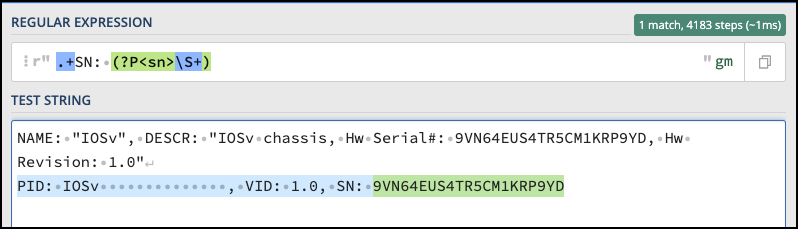 REGULAR EXPRESSION
1 match, 4183 steps (~1ms)
r" .+SN: (?P<sn>\S+) " gm
TEST STRING
NAME: "IOSv", DESCR: "IOSv chassis, Hw Serial#: 9VN64EUS4TR5CM1KRP9YD, Hw
Revision: 1.0"
PID: IOSv              , VID: 1.0, SN: 9VN64EUS4TR5CM1KRP9YD